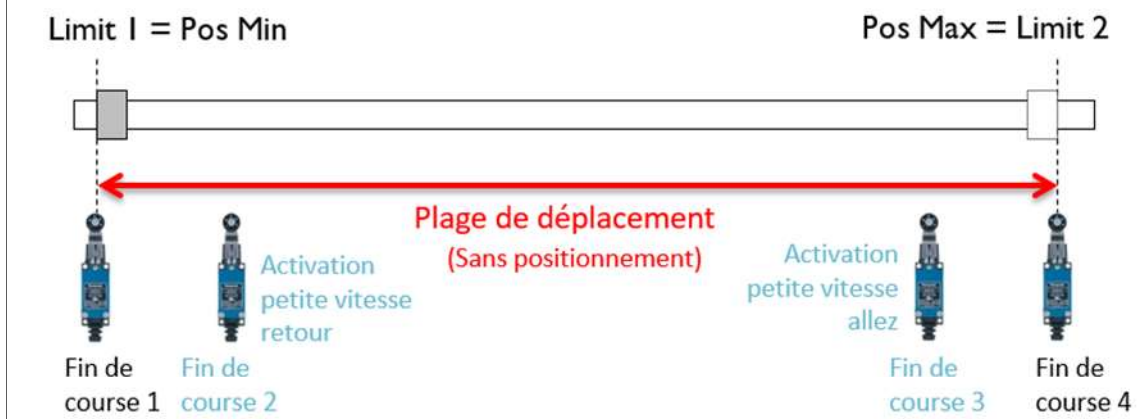 Limit 1 = Pos Min
Pos Max = Limit 2
Plage de déplacement
(Sans positionnement)
Activation
petite vitesse
retour
Activation
petite vitesse
allez
Fin de
course 1
Fin de
course 2
Fin de
course 3
Fin de
course 4